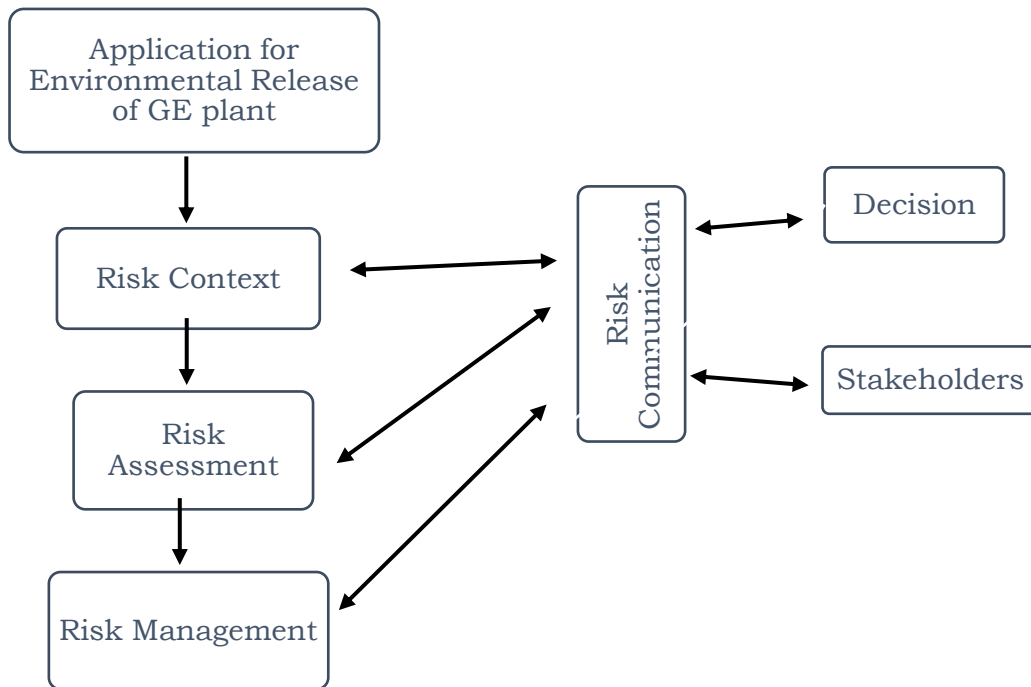 Application for
Environmental Release
of GE plant
Risk Context
Risk
Assessment
Risk Management
Risk
Communication
Decision
Stakeholders